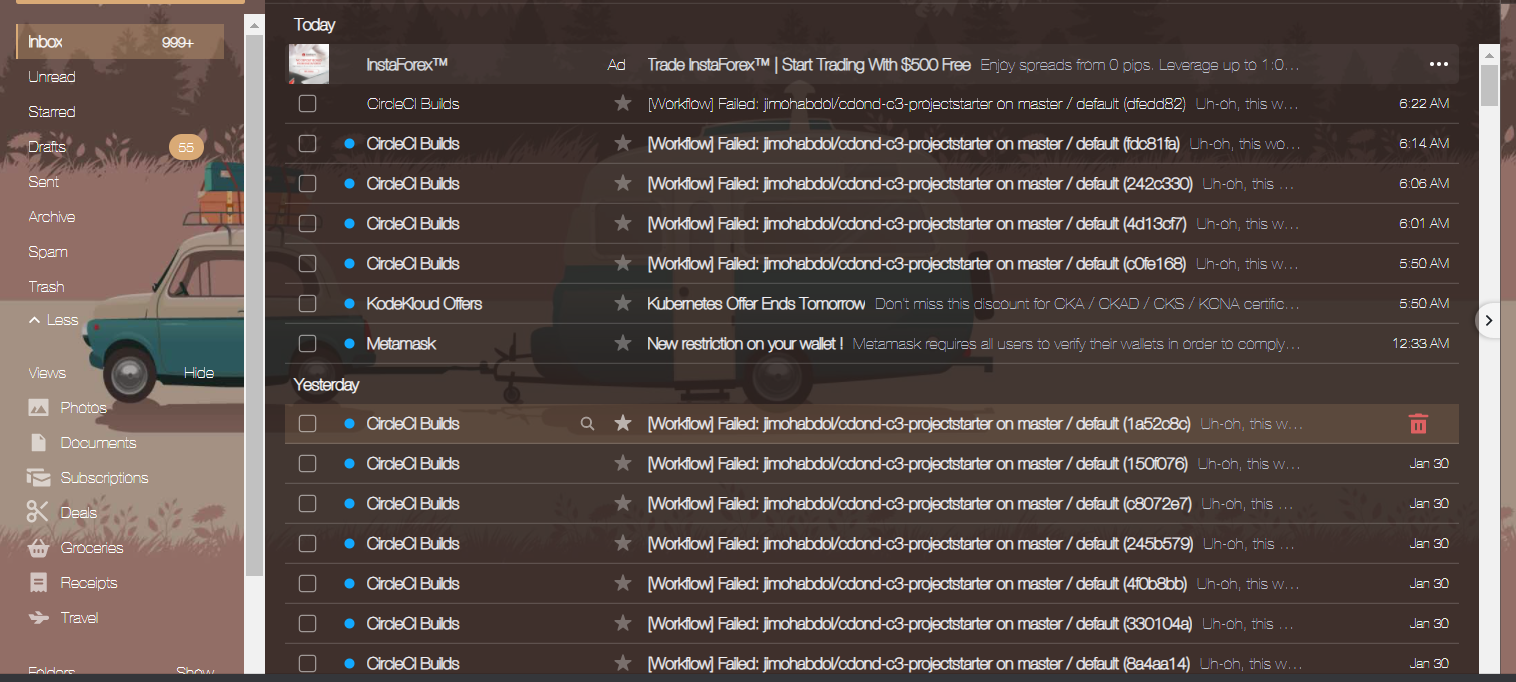 Inbox 999+
Unread
Starred
Drafts 55
Sent
Archive
Spam
Trash
Less
Views Hide
Photos
Documents
Subscriptions
Deals
Groceries
Receipts
Travel
Folders Show
Today
InstaForex™ Ad Trade InstaForex™ | Start Trading With $500 Free Enjoy spreads from 0 pips. Leverage up to 1:0…
CircleCI Builds [Workflow] Failed: jimohabdol/cdond-c3-projectstarter on master / default (dfedd82) Uh-oh, this w… 6:22 AM
CircleCI Builds [Workflow] Failed: jimohabdol/cdond-c3-projectstarter on master / default (fdc81fa) Uh-oh, this wo… 6:14 AM
CircleCI Builds [Workflow] Failed: jimohabdol/cdond-c3-projectstarter on master / default (242c330) Uh-oh, this … 6:06 AM
CircleCI Builds [Workflow] Failed: jimohabdol/cdond-c3-projectstarter on master / default (4d13cf7) Uh-oh, this w… 6:01 AM
CircleCI Builds [Workflow] Failed: jimohabdol/cdond-c3-projectstarter on master / default (c0fe168) Uh-oh, this w… 5:50 AM
KodeKloud Offers Kubernetes Offer Ends Tomorrow Don't miss this discount for CKA / CKAD / CKS / KCNA certific… 5:50 AM
Metamask New restriction on your wallet ! Metamask requires all users to verify their wallets in order to comply… 12:33 AM
Yesterday
CircleCI Builds [Workflow] Failed: jimohabdol/cdond-c3-projectstarter on master / default (1a52c8c) Uh-oh, this w…
CircleCI Builds [Workflow] Failed: jimohabdol/cdond-c3-projectstarter on master / default (150f076) Uh-oh, this w… Jan 30
CircleCI Builds [Workflow] Failed: jimohabdol/cdond-c3-projectstarter on master / default (c8072e7) Uh-oh, this … Jan 30
CircleCI Builds [Workflow] Failed: jimohabdol/cdond-c3-projectstarter on master / default (245b579) Uh-oh, this … Jan 30
CircleCI Builds [Workflow] Failed: jimohabdol/cdond-c3-projectstarter on master / default (4f0b8bb) Uh-oh, this w… Jan 30
CircleCI Builds [Workflow] Failed: jimohabdol/cdond-c3-projectstarter on master / default (330104a) Uh-oh, this … Jan 30
CircleCI Builds [Workflow] Failed: jimohabdol/cdond-c3-projectstarter on master / default (8a4aa14) Uh-oh, this w… Jan 30